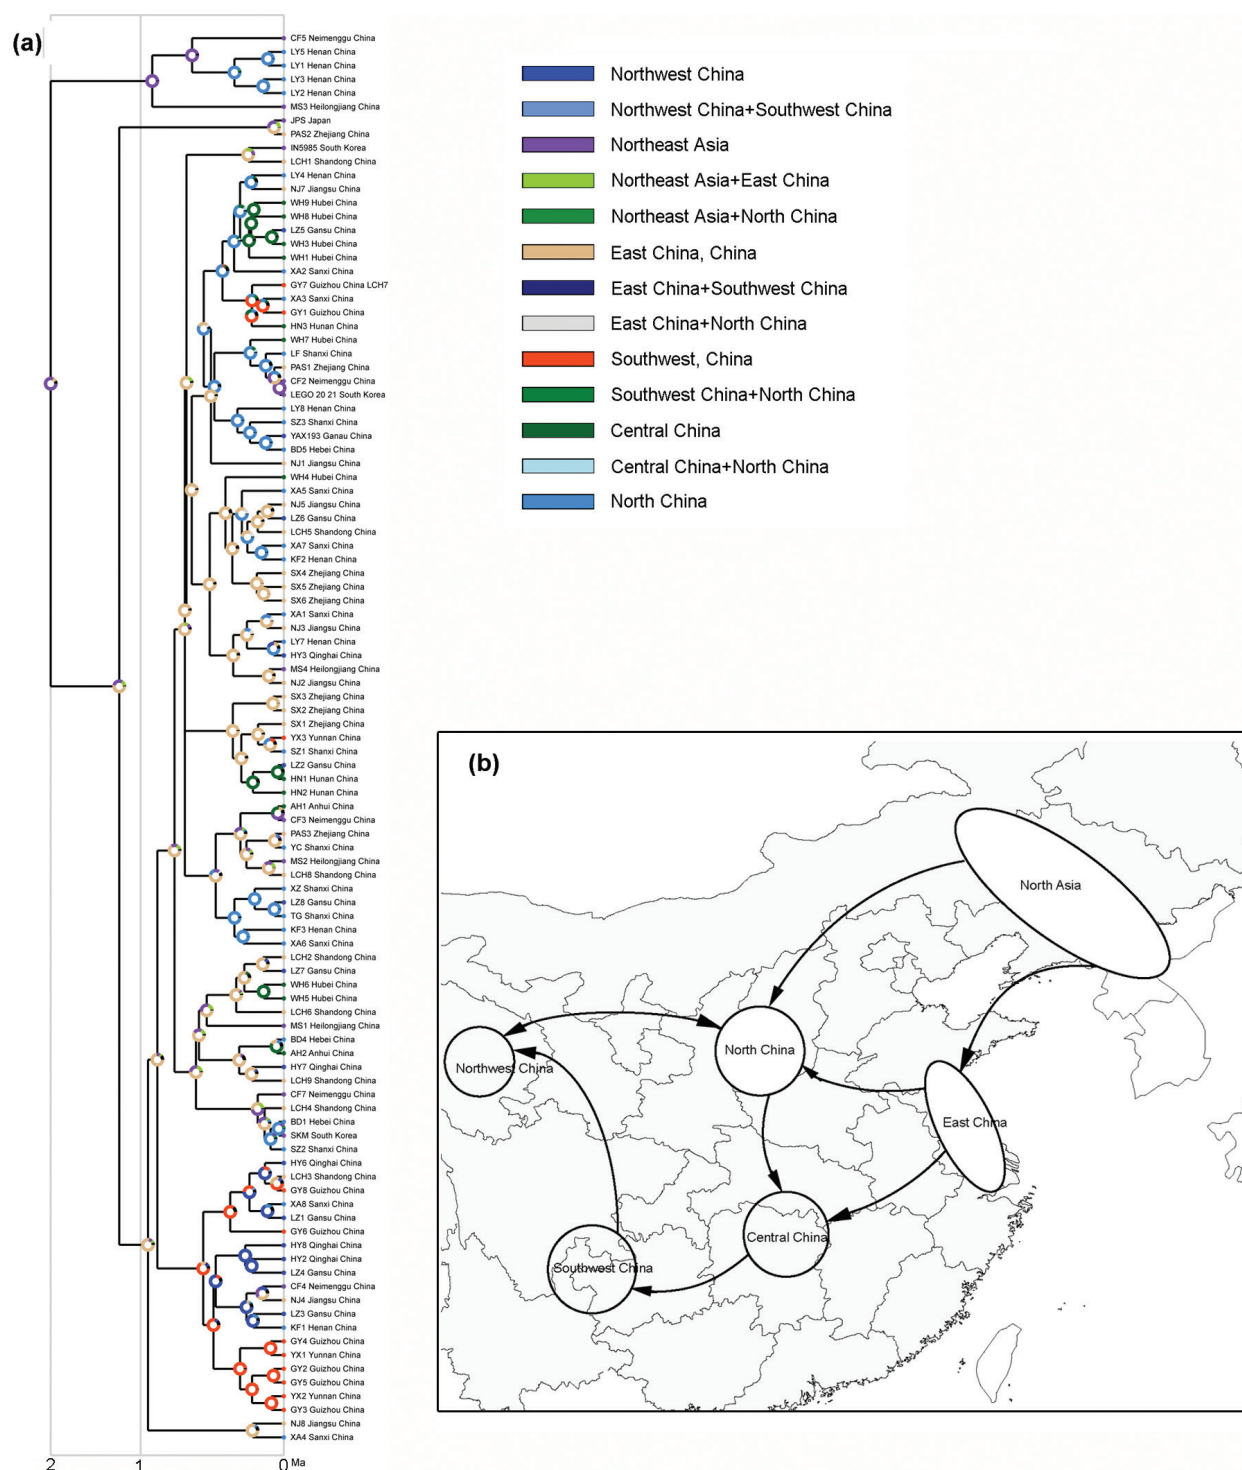 (a)
CF5 Neimenggu China
LY5 Henan China
LY1 Henan China
LY3 Henan China
LY2 Henan China
MS3 Heilongjiang China
JPS Japan
PAS2 Zhejiang China
IN5985 South Korea
LCH1 Shandong China
LY4 Henan China
NJ7 Jiangsu China
WH9 Hubei China
WH8 Hubei China
LZ5 Gansu China
WH3 Hubei China
WH1 Hubei China
XA2 Sanxi China
GY7 Guizhou China LCH7
XA3 Sanxi China
GY1 Guizhou China
HN3 Hunan China
WH7 Hubei China
LF Shanxi China
PAS1 Zhejiang China
CF2 Neimenggu China
LEGO 20 21 South Korea
LY8 Henan China
SZ3 Shanxi China
YAX193 Ganau China
BD5 Hebei China
NJ1 Jiangsu China
WH4 Hubei China
XA5 Sanxi China
NJ5 Jiangsu China
LZ6 Gansu China
LCH5 Shandong China
XA7 Sanxi China
KF2 Henan China
SX4 Zhejiang China
SX5 Zhejiang China
SX6 Zhejiang China
XA1 Sanxi China
NJ3 Jiangsu China
LY7 Henan China
HY3 Qinghai China
MS4 Heilongjiang China
NJ2 Jiangsu China
SX3 Zhejiang China
SX2 Zhejiang China
SX1 Zhejiang China
YX3 Yunnan China
SZ1 Shanxi China
LZ2 Gansu China
HN1 Hunan China
HN2 Hunan China
AH1 Anhui China
CF3 Neimenggu China
PAS3 Zhejiang China
YC Shanxi China
MS2 Heilongjiang China
LCH8 Shandong China
XZ Shanxi China
LZ8 Gansu China
TG Shanxi China
KF3 Henan China
XA6 Sanxi China
LCH2 Shandong China
LZ7 Gansu China
WH6 Hubei China
WH5 Hubei China
LCH6 Shandong China
MS1 Heilongjiang China
BD4 Hebei China
AH2 Anhui China
HY7 Qinghai China
LCH9 Shandong China
CF7 Neimenggu China
LCH4 Shandong China
BD1 Hebei China
SKM South Korea
SZ2 Shanxi China
HY6 Qinghai China
LCH3 Shandong China
GY8 Guizhou China
XA8 Sanxi China
LZ1 Gansu China
GY6 Guizhou China
HY8 Qinghai China
HY2 Qinghai China
LZ4 Gansu China
CF4 Neimenggu China
NJ4 Jiangsu China
LZ3 Gansu China
KF1 Henan China
GY4 Guizhou China
YX1 Yunnan China
GY2 Guizhou China
GY5 Guizhou China
YX2 Yunnan China
GY3 Guizhou China
NJ8 Jiangsu China
XA4 Sanxi China
2 1 0 Ma
Northwest China
Northwest China+Southwest China
Northeast Asia
Northeast Asia+East China
Northeast Asia+North China
East China, China
East China+Southwest China
East China+North China
Southwest, China
Southwest China+North China
Central China
Central China+North China
North China
(b)
North Asia
North China
Northwest China
East China
Central China
Southwest China